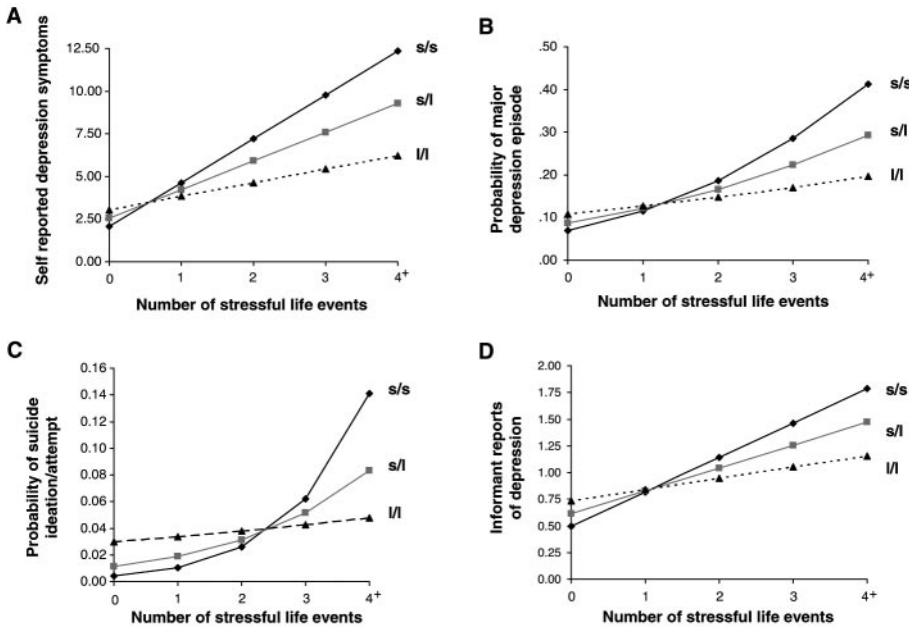 A
Self reported depression symptoms
12.50
10.00
7.50
5.00
2.50
0.00
0 1 2 3 4+
Number of stressful life events
s/s
s/l
l/l
B
Probability of major
depression episode
.50
.40
.30
.20
.10
.00
0 1 2 3 4+
Number of stressful life events
s/s
s/l
l/l
C
Probability of suicide
ideation/attempt
0.16
0.14
0.12
0.10
0.08
0.06
0.04
0.02
0.00
0 1 2 3 4+
Number of stressful life events
s/s
s/l
l/l
D
Informant reports
of depression
2.00
1.75
1.50
1.25
1.00
0.75
0.50
0.25
0.00
0 1 2 3 4+
Number of stressful life events
s/s
s/l
l/l